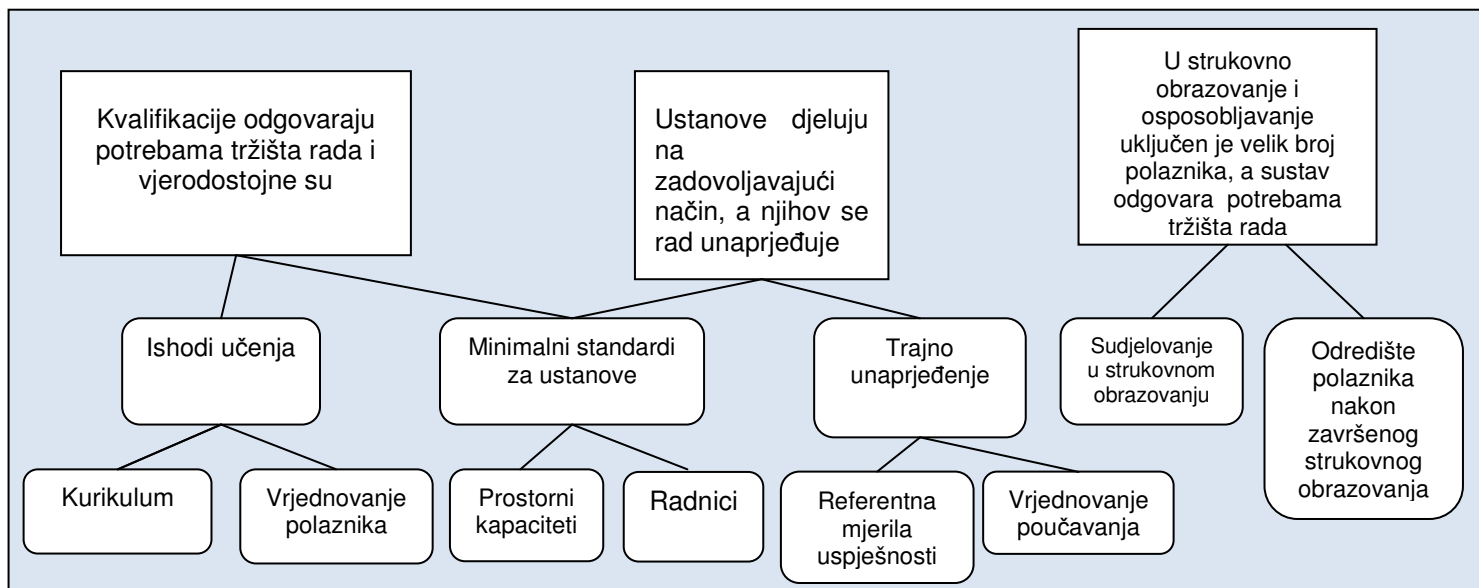 Kvalifikacije odgovaraju
potrebama tržišta rada i
vjerodostojne su
Ustanove djeluju
na
zadovoljavajući
način, a njihov se
rad unaprjeđuje
U strukovno
obrazovanje i
osposobljavanje
uključen je velik broj
polaznika, a sustav
odgovara potrebama
tržišta rada
Ishodi učenja
Minimalni standardi
za ustanove
Trajno
unaprjeđenje
Sudjelovanje
u strukovnom
obrazovanju
Odredište
polaznika
nakon
završenog
strukovnog
obrazovanja
Kurikulum
Vrjednovanje
polaznika
Prostorni
kapaciteti
Radnici
Referentna
mjerila
uspješnosti
Vrjednovanje
poučavanja